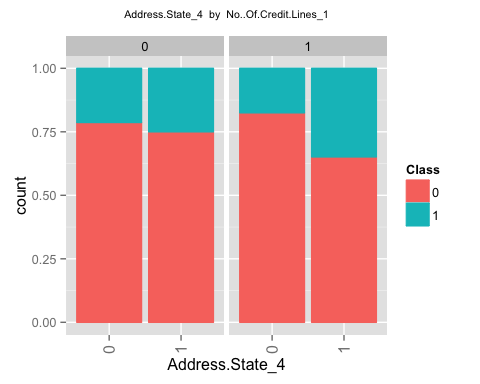 Address.State_4 by No..Of.Credit.Lines_1
0 1
1.00
0.75
0.50
0.25
0.00
count
0 1 0 1
Address.State_4
Class
0
1